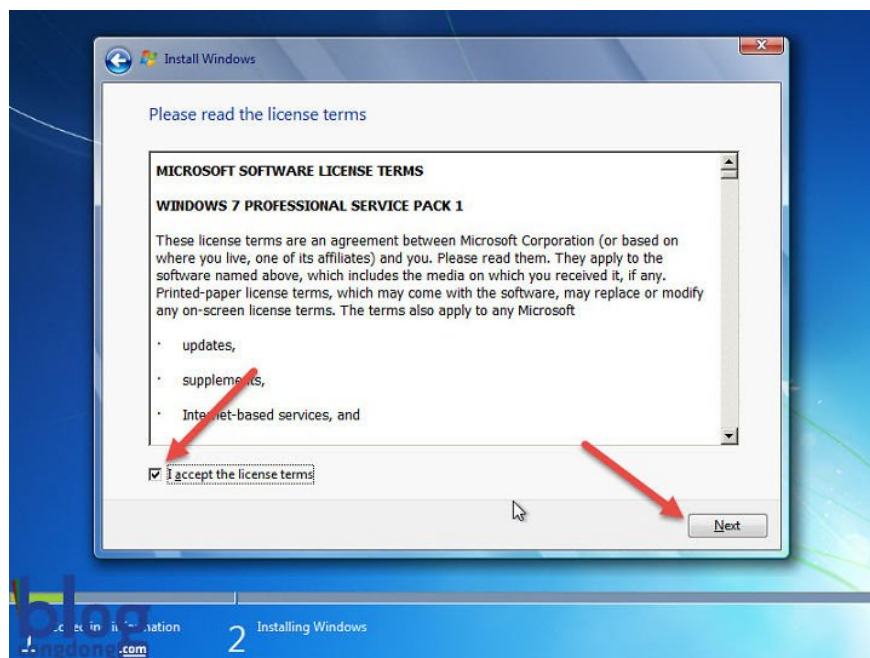 Install Windows
Please read the license terms
MICROSOFT SOFTWARE LICENSE TERMS
WINDOWS 7 PROFESSIONAL SERVICE PACK 1
These license terms are an agreement between Microsoft Corporation (or based on
where you live, one of its affiliates) and you. Please read them. They apply to the
software named above, which includes the media on which you received it, if any.
Printed-paper license terms, which may come with the software, may replace or modify
any on-screen license terms. The terms also apply to any Microsoft
· updates,
· supplements,
· Internet-based services, and
I accept the license terms
Next
blog
congdong.com
2 Installing Windows